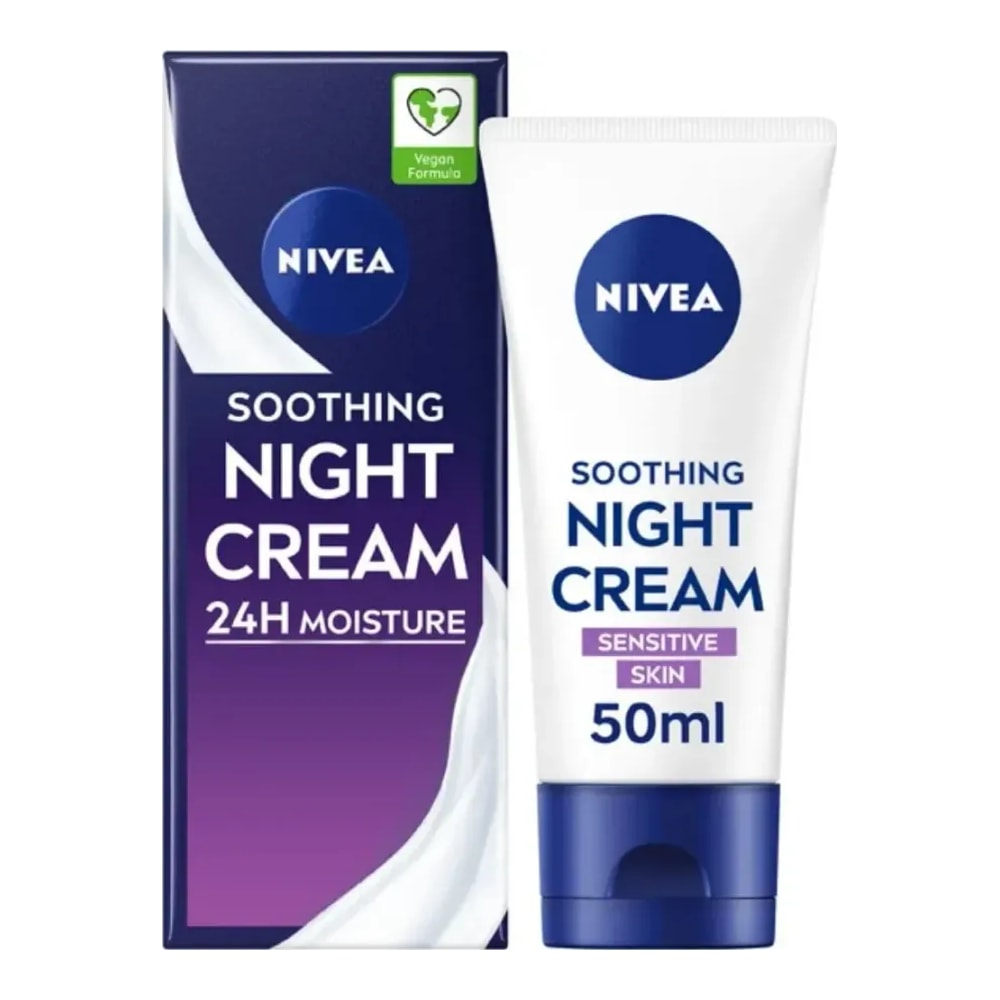 Vegan
Formula
NIVEA
SOOTHING
NIGHT
CREAM
24H MOISTURE
NIVEA
SOOTHING
NIGHT
CREAM
SENSITIVE
SKIN
50ml